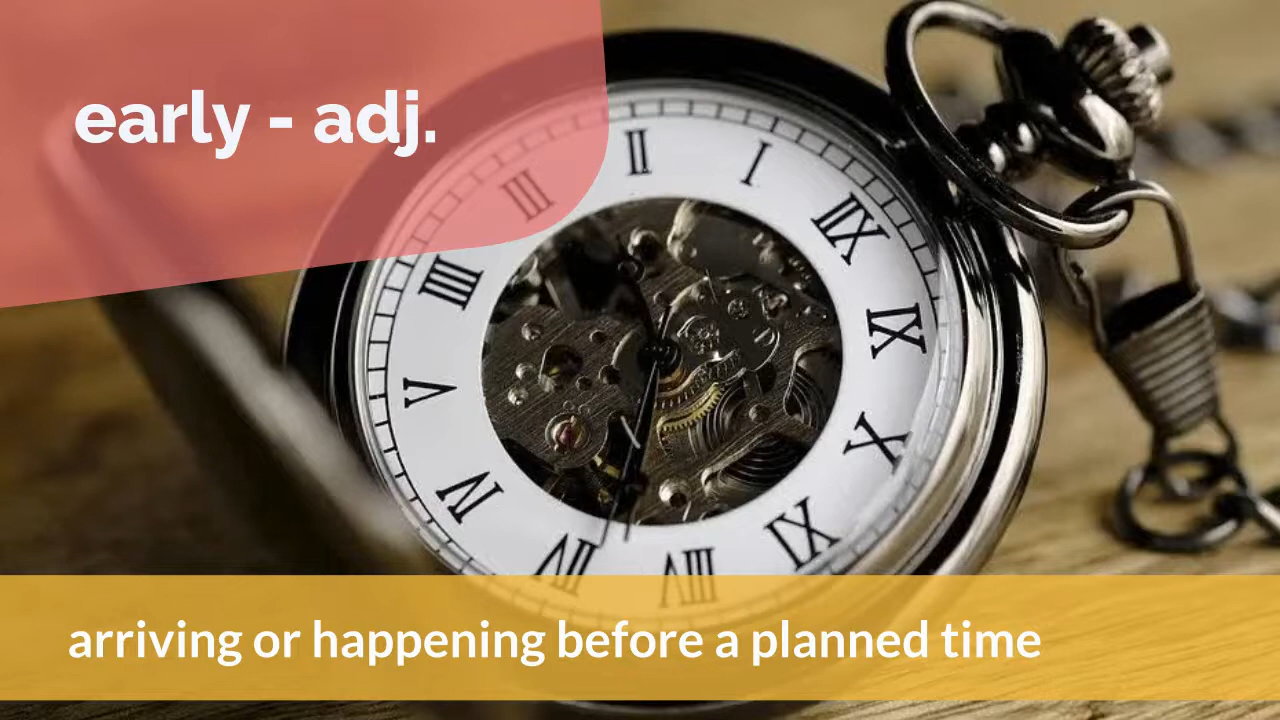 early - adj.
arriving or happening before a planned time